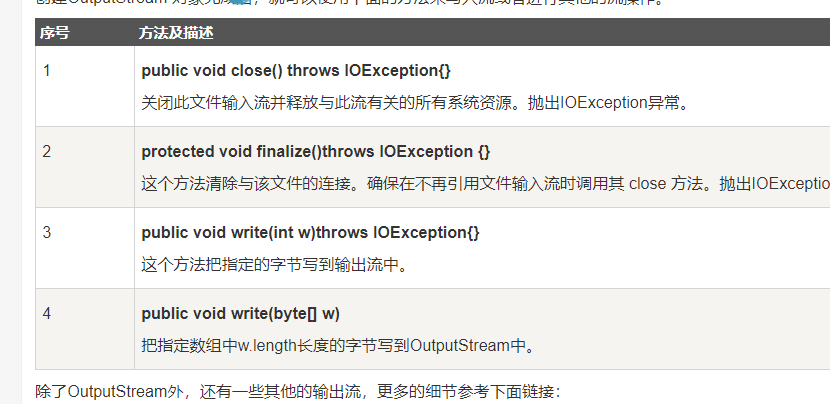 创建OutputStream 对象完成后，就可以使用下面的方法来写入流或者进行其他的流操作。
序号 方法及描述
1 public void close() throws IOException{}
关闭此文件输入流并释放与此流有关的所有系统资源。抛出IOException异常。
2 protected void finalize()throws IOException {}
这个方法清除与该文件的连接。确保在不再引用文件输入流时调用其 close 方法。抛出IOExceptio
3 public void write(int w)throws IOException{}
这个方法把指定的字节写到输出流中。
4 public void write(byte[] w)
把指定数组中w.length长度的字节写到OutputStream中。
除了OutputStream外，还有一些其他的输出流，更多的细节参考下面链接：